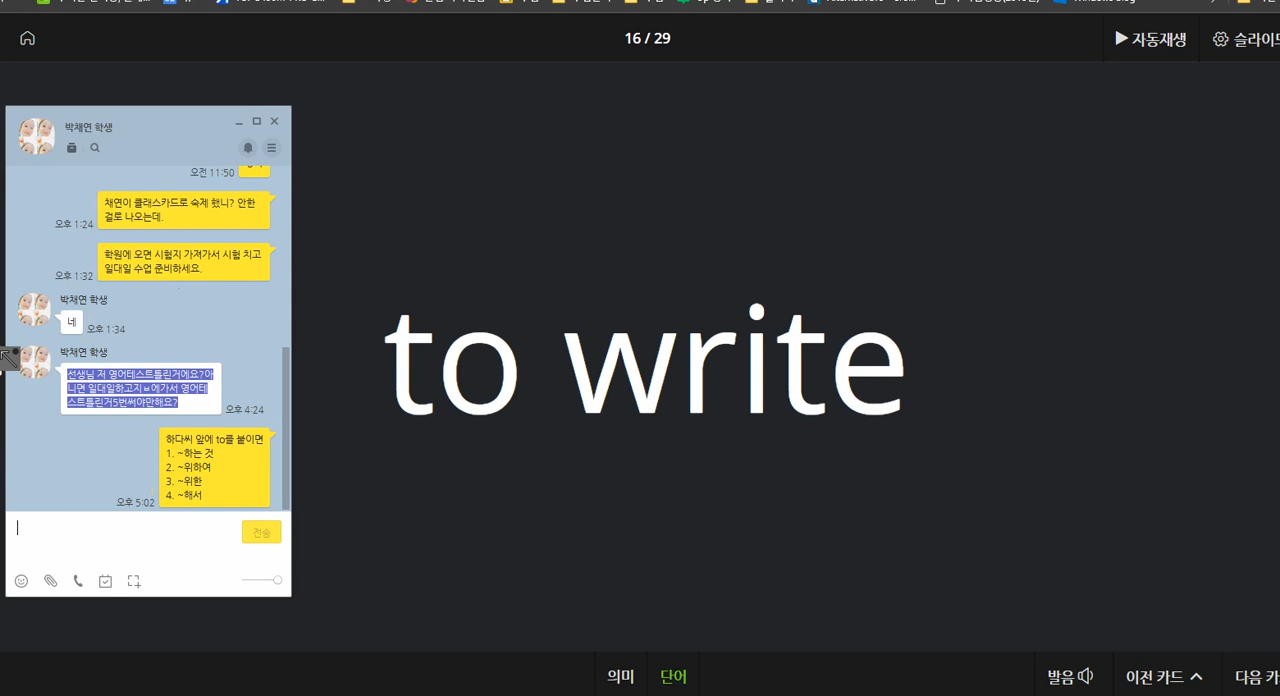 16 / 29
▶ 자동재생
슬라이드
박채연 학생
오전 11:50
채연이 클래스카드로 숙제 했니? 안한
걸로 나오는데.
오후 1:24
학원에 오면 시험지 가져가서 시험 치고
일대일 수업 준비하세요.
오후 1:32
박채연 학생
네
오후 1:34
박채연 학생
선생님 저 영어테스트틀린거에요?아
니면 일대일하고지ㅂ에가서 영어테
스트틀린거5번써야만해요?
오후 4:24
하다씨 앞에 to를 붙이면
1. ~하는 것
2. ~위하여
3. ~위한
4. ~해서
오후 5:02
전송
to write
의미
단어
발음
이전 카드
다음 카